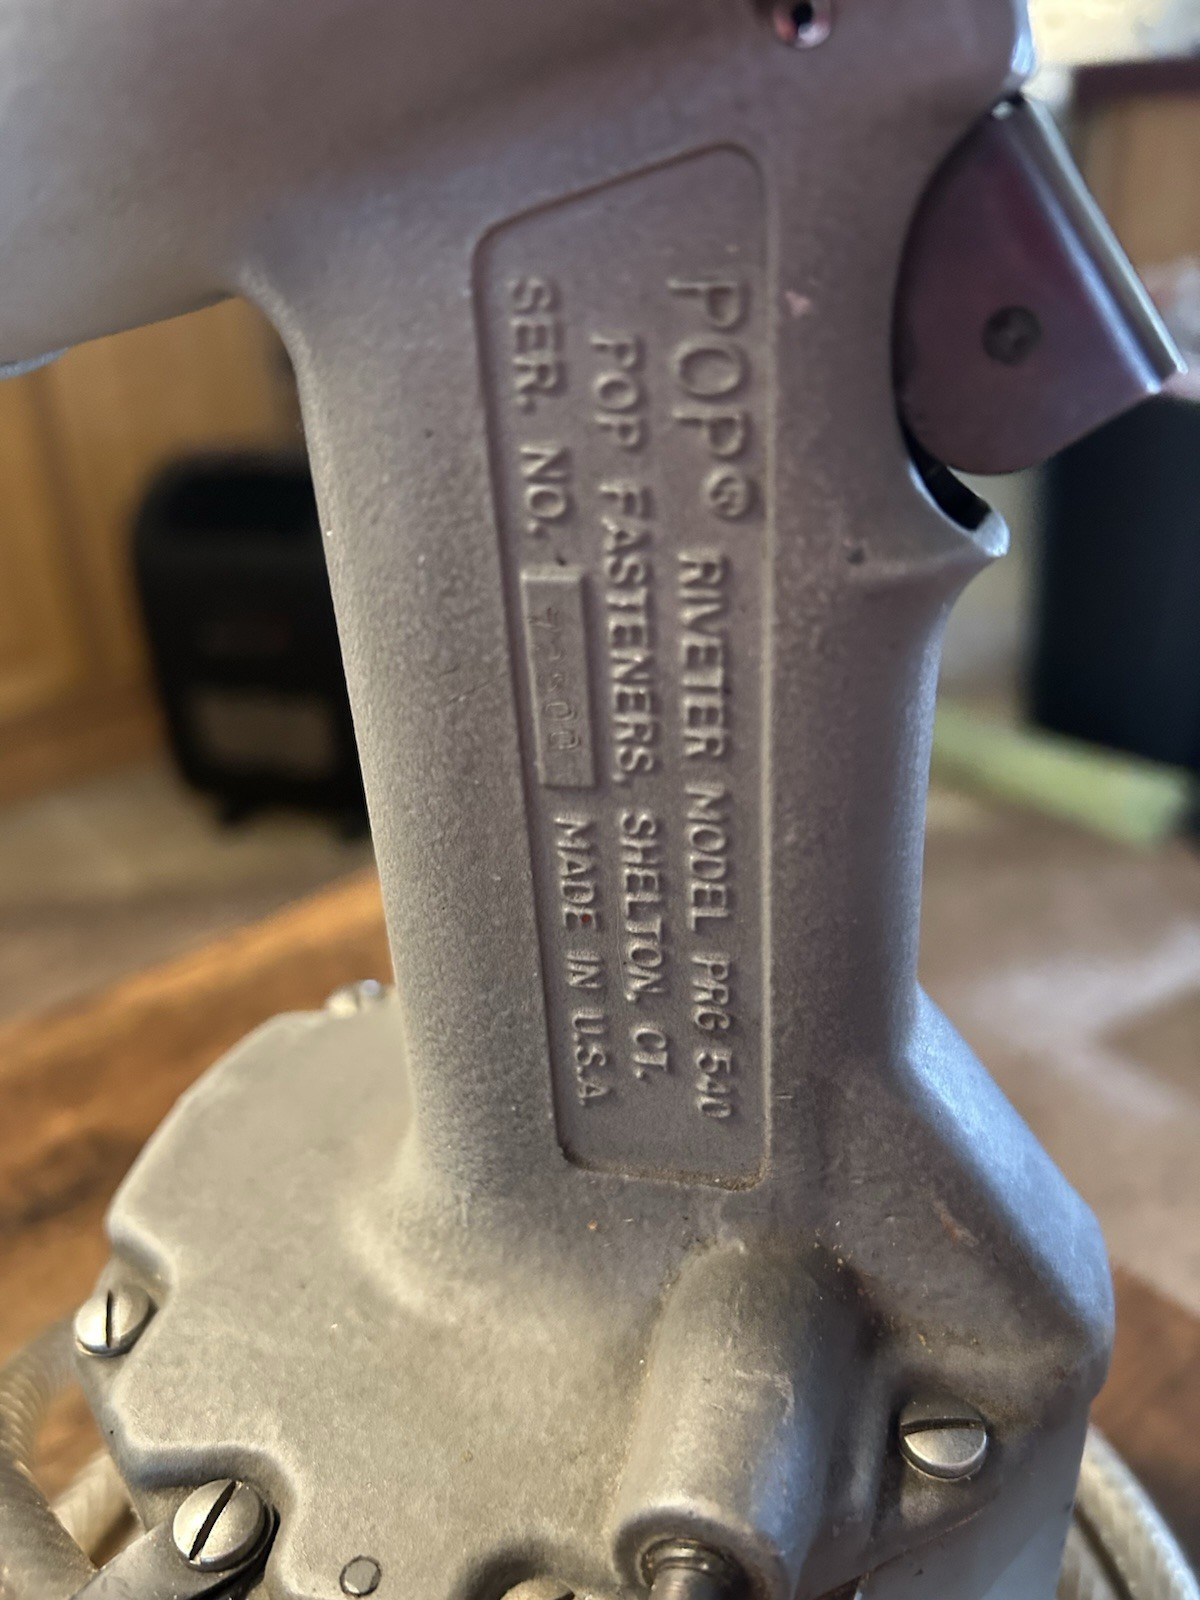 POP® RIVETER MODEL PRG 540
POP FASTENERS, SHELTON, CT.
SER. NO. MADE IN U.S.A.